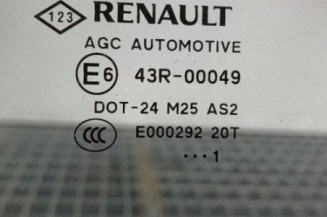 123 RENAULT
AGC AUTOMOTIVE
E6 43R-00049
DOT-24 M25 AS2
CCC E000292 20T
•••1